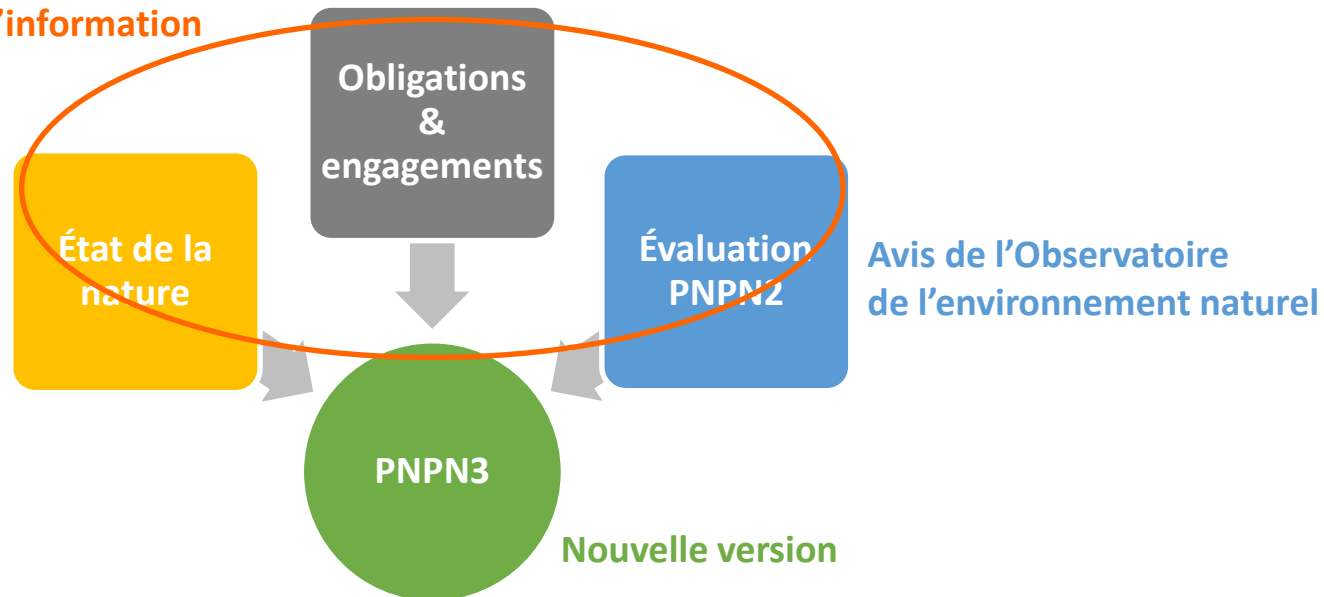 ’information
Obligations
&
engagements
État de la
nature
Évaluation
PNPN2
Avis de l’Observatoire
de l’environnement naturel
PNPN3
Nouvelle version